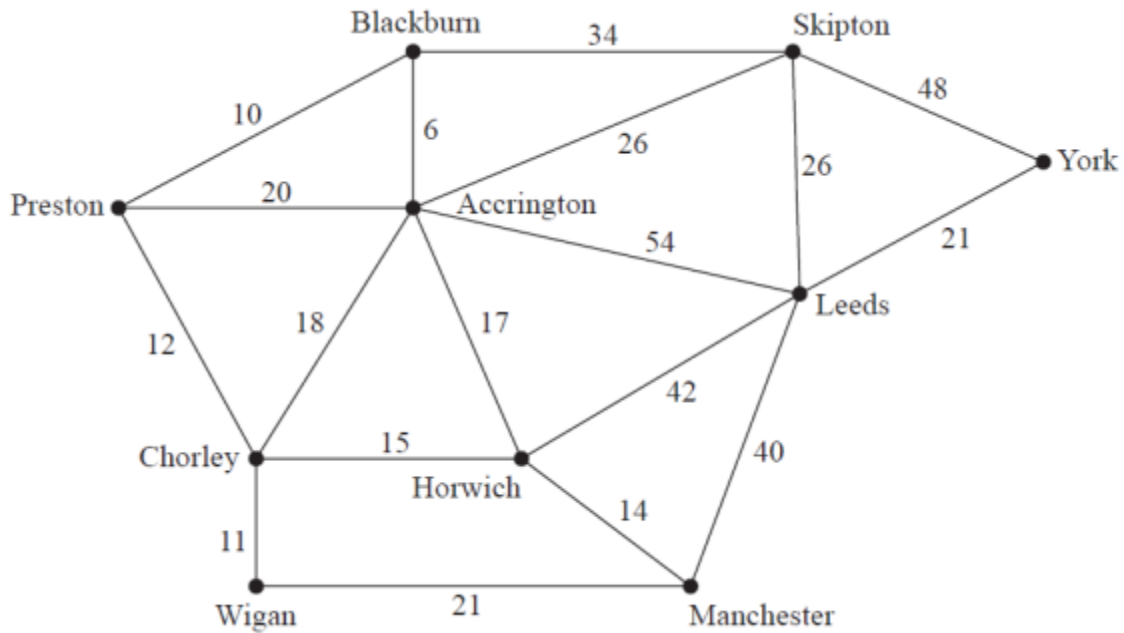 Blackburn
Skipton
34
48
10
6
26
26
York
Preston
20
Accrington
54
21
Leeds
18
17
12
42
15
40
Chorley
Horwich
14
11
21
Wigan
Manchester